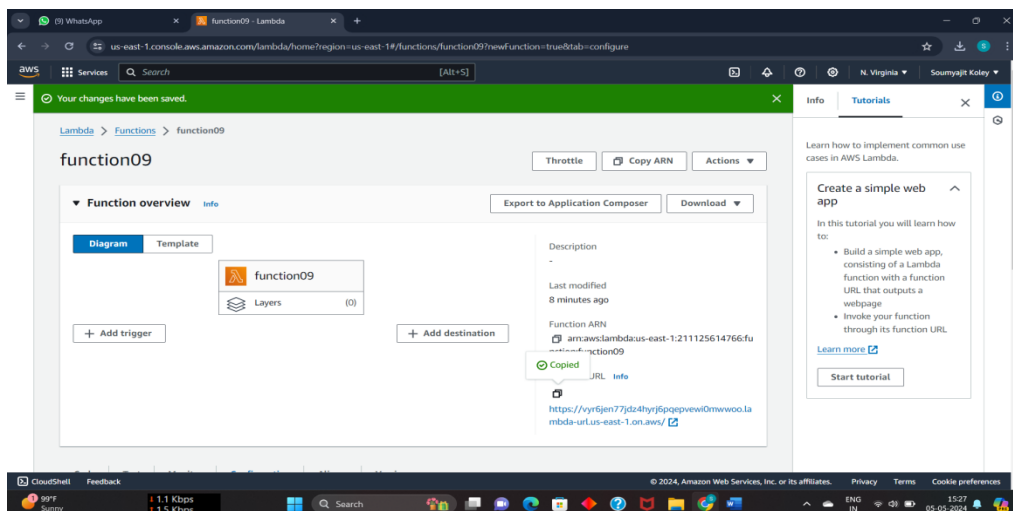 (9) WhatsApp
function09 - Lambda
us-east-1.console.aws.amazon.com/lambda/home?region=us-east-1#/functions/function09?newFunction=true&tab=configure
aws
Services
Search
[Alt+S]
N. Virginia
Soumyajit Koley
Your changes have been saved.
Lambda > Functions > function09
function09
Throttle
Copy ARN
Actions
Function overview Info
Export to Application Composer
Download
Diagram
Template
function09
Layers (0)
+ Add trigger
+ Add destination
Description
-
Last modified
8 minutes ago
Function ARN
arn:aws:lambda:us-east-1:211125614766:fu
nction:function09
Copied
URL Info
https://vyr6jen77jdz4hyrj6pqepvewi0mwwoo.la
mbda-url.us-east-1.on.aws/
Info
Tutorials
Learn how to implement common use
cases in AWS Lambda.
Create a simple web
app
In this tutorial you will learn how
to:
• Build a simple web app,
consisting of a Lambda
function with a function
URL that outputs a
webpage
• Invoke your function
through its function URL
Learn more
Start tutorial
CloudShell
Feedback
© 2024, Amazon Web Services, Inc. or its affiliates.
Privacy
Terms
Cookie preferences
1
99°F
Sunny
1.1 Kbps
1.5 Kbps
Search
ENG
IN
15:27
05-05-2024